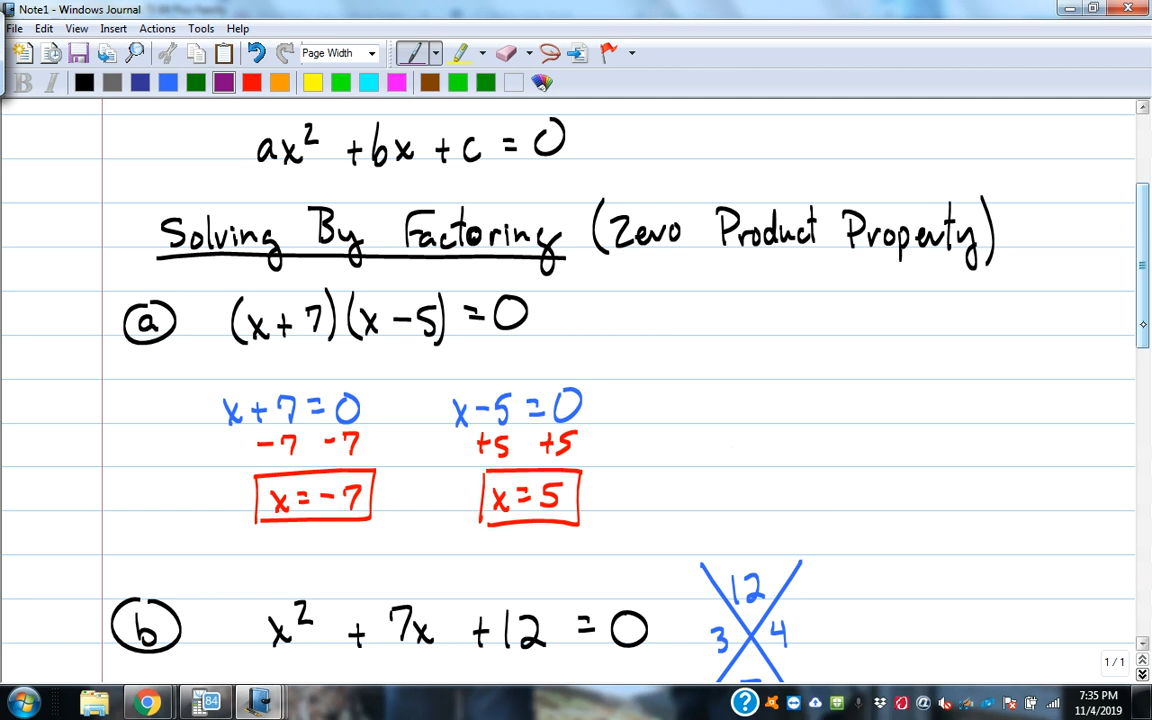 Note1 - Windows Journal
File Edit View Insert Actions Tools Help
Page Width
B I
ax² + bx + c = 0
Solving By Factoring (Zero Product Property)
a (x + 7)(x - 5) = 0
x + 7 = 0 x - 5 = 0
-7 -7 +5 +5
x = -7 x = 5
12
b x² + 7x + 12 = 0 3 4
1 / 1
84
7:35 PM
11/4/2019